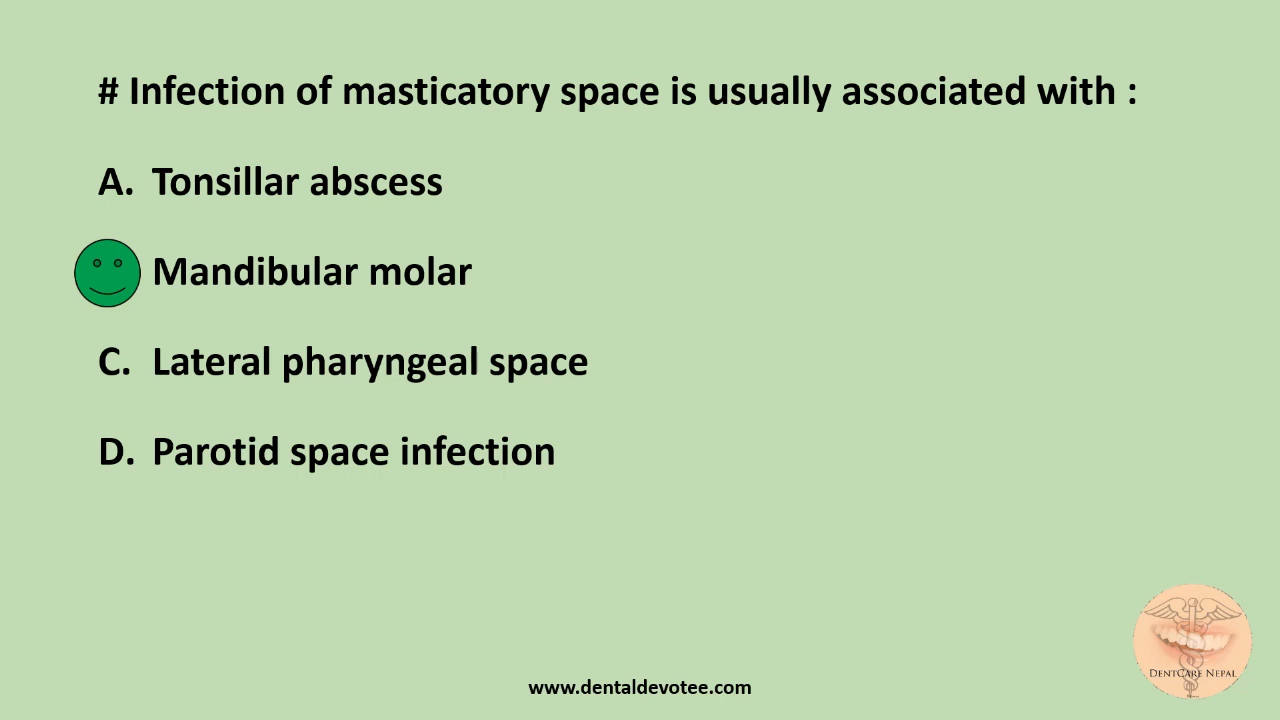 # Infection of masticatory space is usually associated with :
A. Tonsillar abscess
Mandibular molar
C. Lateral pharyngeal space
D. Parotid space infection
DENTCARE NEPAL
www.dentaldevotee.com